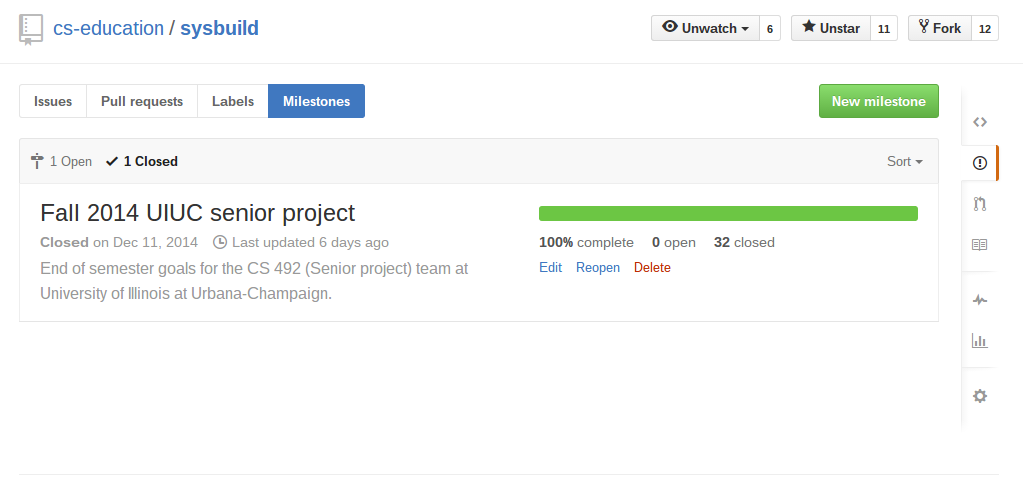 cs-education / sysbuild
Unwatch 6 Unstar 11 Fork 12
Issues Pull requests Labels Milestones New milestone
1 Open 1 Closed Sort
Fall 2014 UIUC senior project
Closed on Dec 11, 2014 Last updated 6 days ago
End of semester goals for the CS 492 (Senior project) team at
University of Illinois at Urbana-Champaign.
100% complete 0 open 32 closed
Edit Reopen Delete